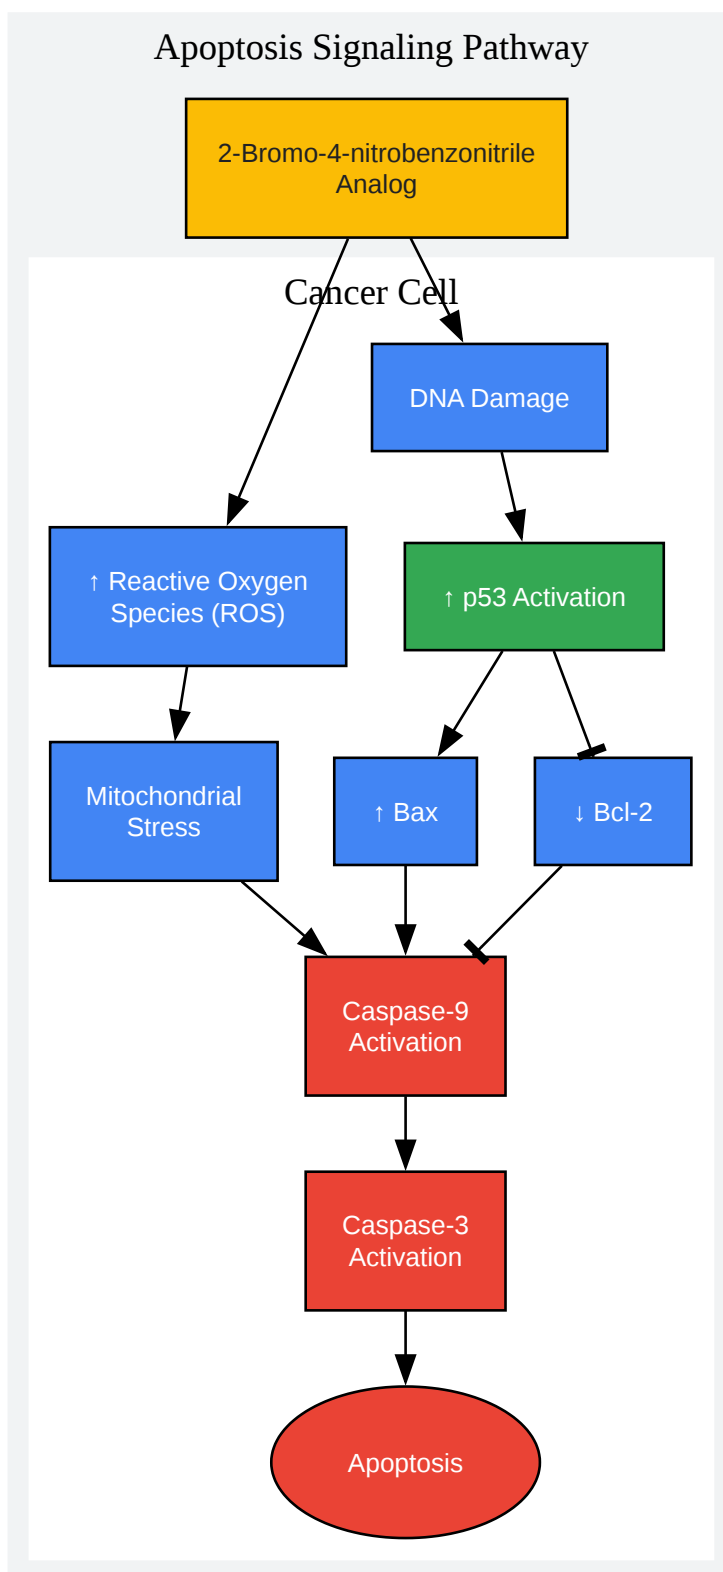 Apoptosis Signaling Pathway
2-Bromo-4-nitrobenzonitrile
Analog
Cancer Cell
DNA Damage
↑ Reactive Oxygen
Species (ROS)
↑ p53 Activation
Mitochondrial
Stress
↑ Bax
↓ Bcl-2
Caspase-9
Activation
Caspase-3
Activation
Apoptosis